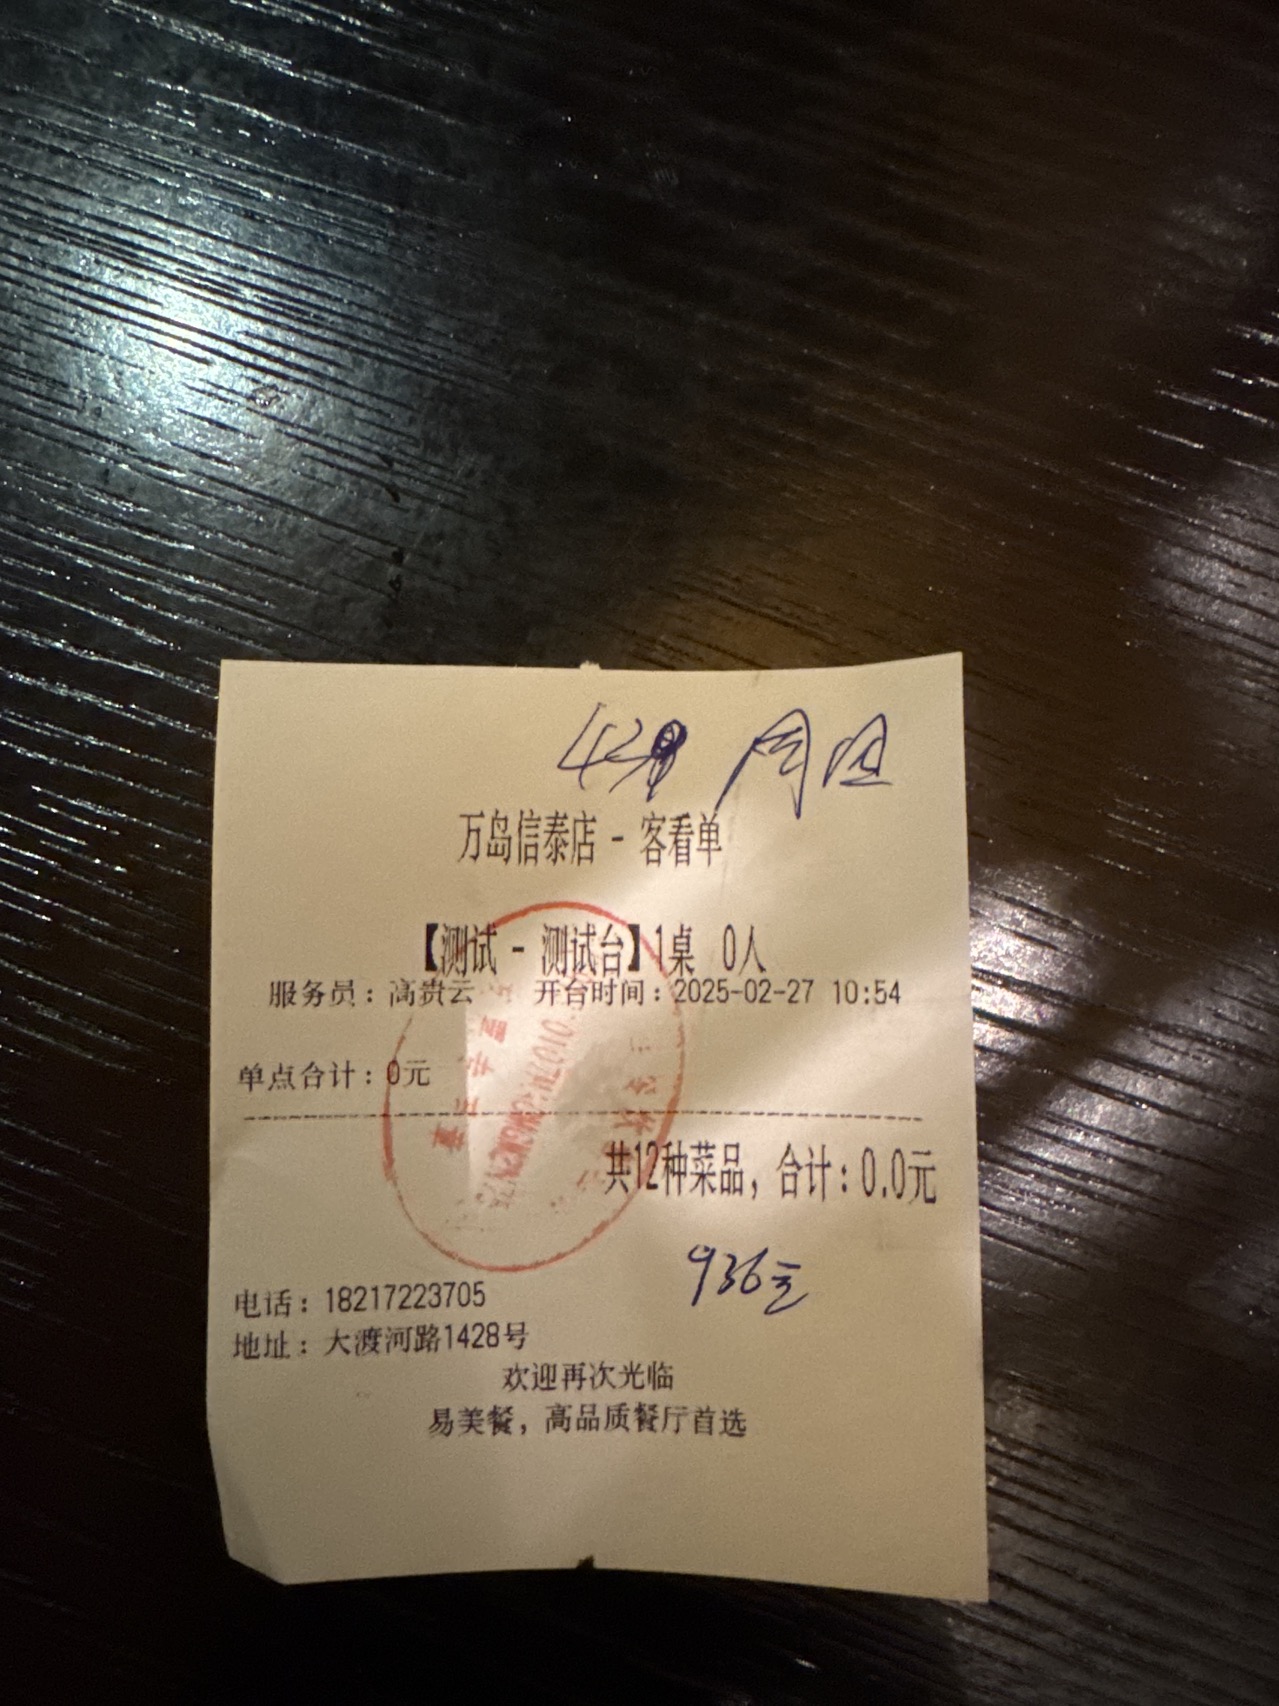 万岛信泰店 - 客看单
【测试 - 测试台】1桌 0人
服务员：高贵云 开台时间：2025-02-27 10:54
单点合计：0元
共12种菜品，合计：0.0元
936元
电话：18217223705
地址：大渡河路1428号
欢迎再次光临
易美餐，高品质餐厅首选